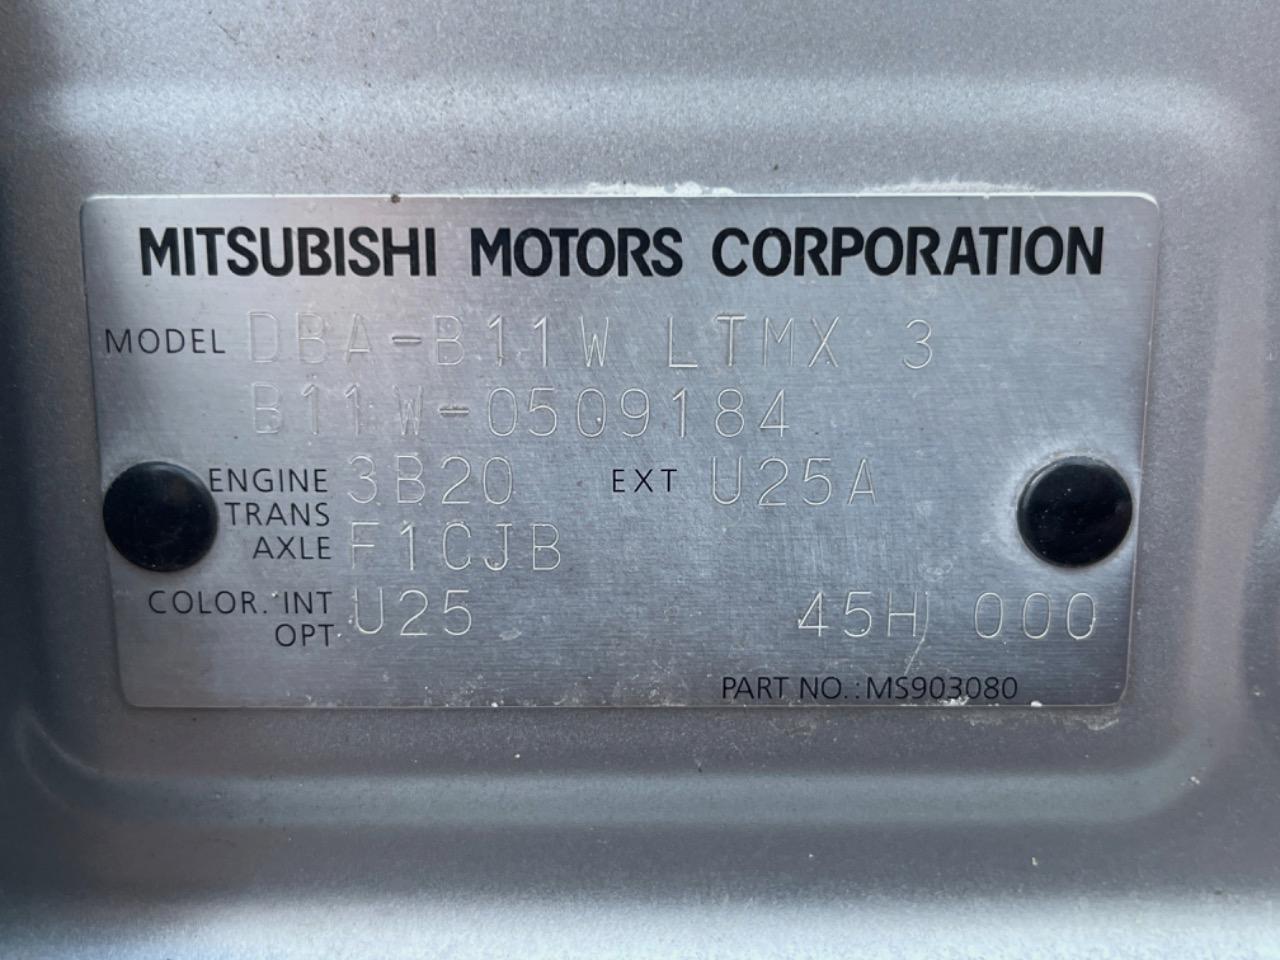 MITSUBISHI MOTORS CORPORATION
MODEL DBA-B11W LTMX 3
B11W-0509184
ENGINE 3B20 EXT U25A
TRANS
AXLE F1CJB
COLOR. INT U25 45H 000
OPT
PART NO.: MS903080